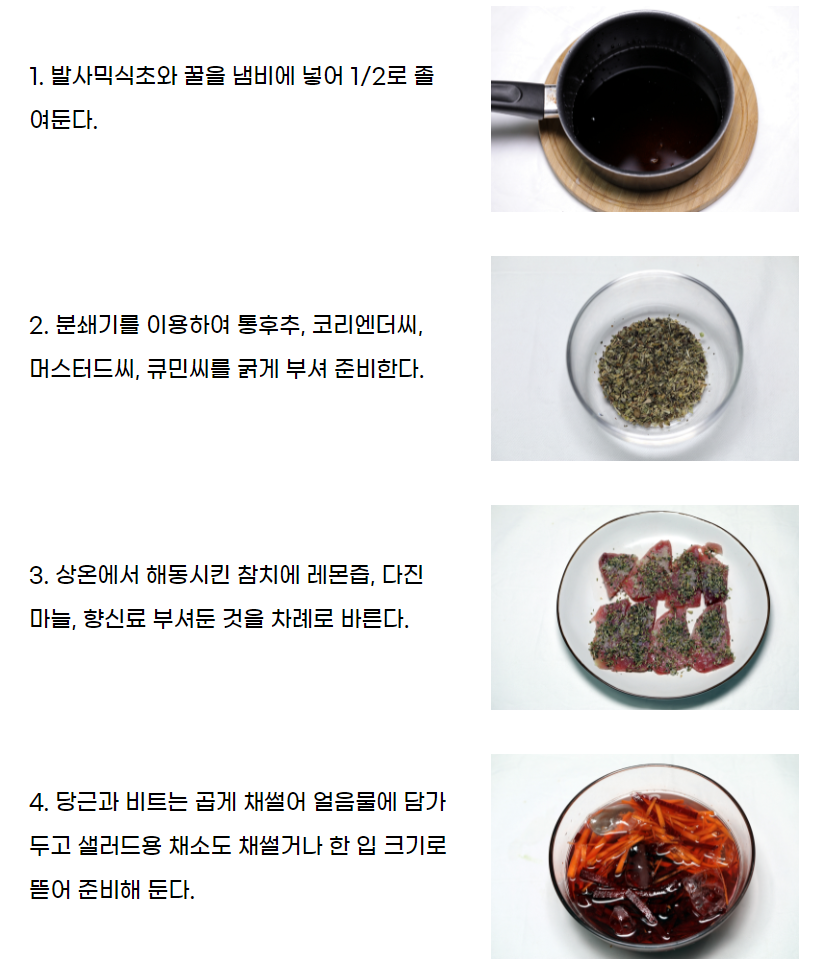 1. 발사믹식초와 꿀을 냄비에 넣어 1/2로 졸
여둔다.
2. 분쇄기를 이용하여 통후추, 코리엔더씨,
머스터드씨, 큐민씨를 굵게 부셔 준비한다.
3. 상온에서 해동시킨 참치에 레몬즙, 다진
마늘, 향신료 부셔둔 것을 차례로 바른다.
4. 당근과 비트는 곱게 채썰어 얼음물에 담가
두고 샐러드용 채소도 채썰거나 한 입 크기로
뜯어 준비해 둔다.